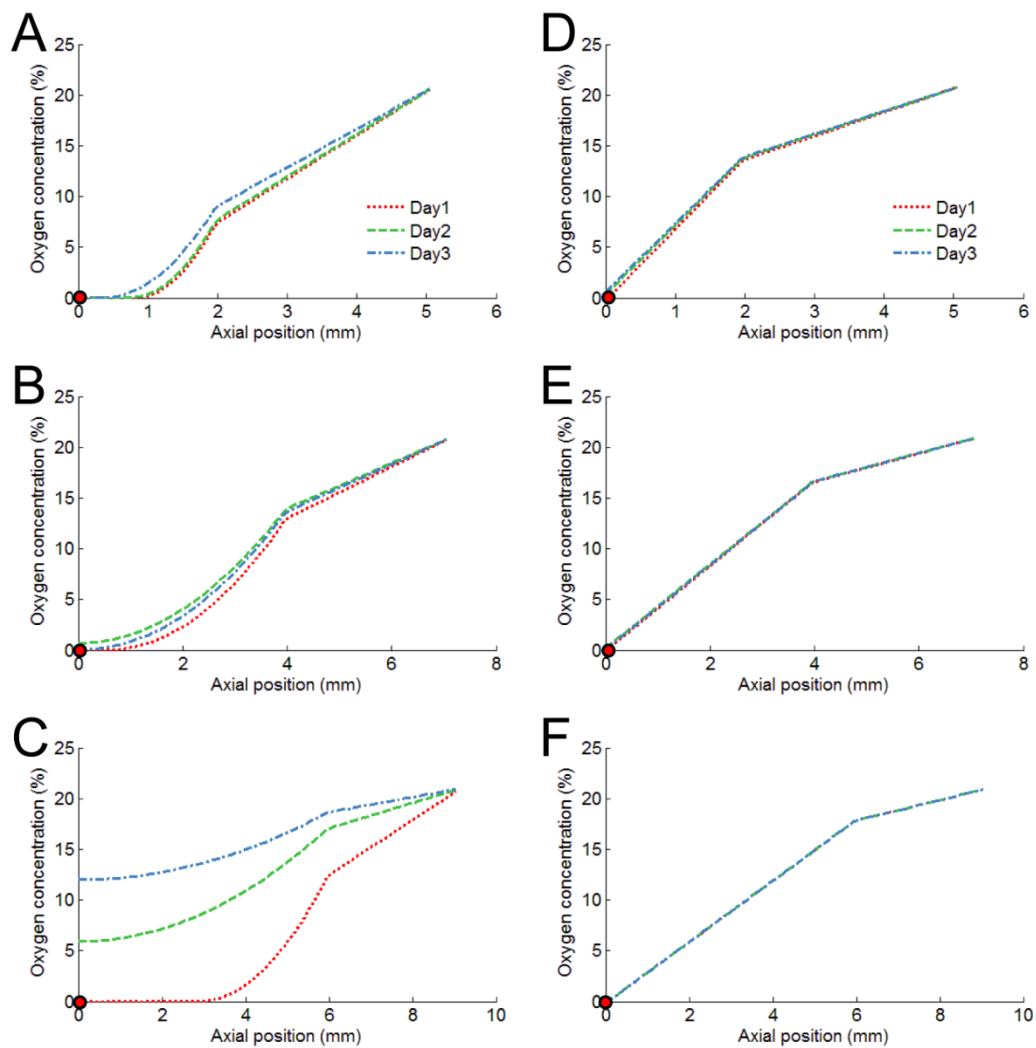 A
Oxygen concentration (%)
25
20
15
10
5
0
Day1
Day2
Day3
0 1 2 3 4 5 6
Axial position (mm)
D
Oxygen concentration (%)
25
20
15
10
5
0
Day1
Day2
Day3
0 1 2 3 4 5 6
Axial position (mm)
B
Oxygen concentration (%)
25
20
15
10
5
0
0 2 4 6 8
Axial position (mm)
E
Oxygen concentration (%)
25
20
15
10
5
0
0 2 4 6 8
Axial position (mm)
C
Oxygen concentration (%)
25
20
15
10
5
0
0 2 4 6 8 10
Axial position (mm)
F
Oxygen concentration (%)
25
20
15
10
5
0
0 2 4 6 8 10
Axial position (mm)